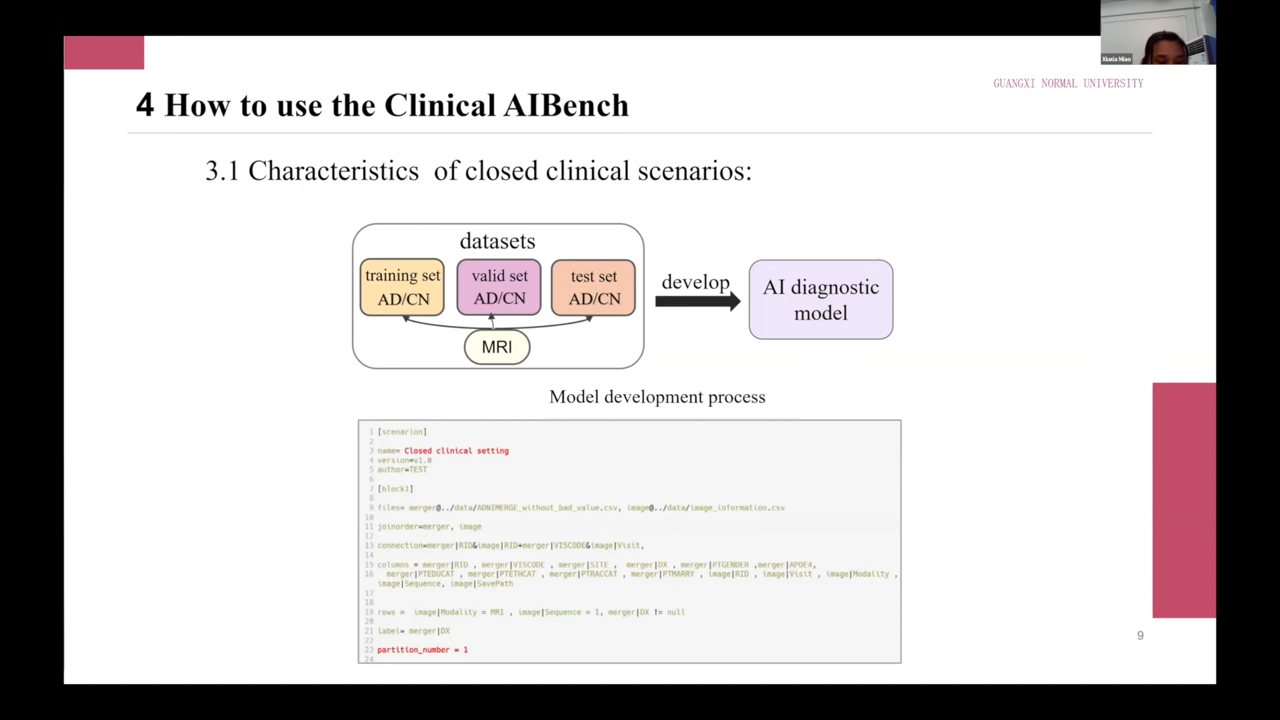 Xiuxia Miao
GUANGXI NORMAL UNIVERSITY
4 How to use the Clinical AIBench
3.1 Characteristics of closed clinical scenarios:
datasets
training set
AD/CN
valid set
AD/CN
test set
AD/CN
MRI
develop
AI diagnostic
model
Model development process
1 [scenarion]
2
3 name= Closed clinical setting
4 version=v1.0
5 author=TEST
6
7 [block1]
8
9 files= merger@../data/ADNIMERGE_without_bad_value.csv, image@../data/image_information.csv
10
11 joinorder=merger, image
12
13 connection=merger|RID&image|RID+merger|VISCODE&image|Visit,
14
15 columns = merger|RID , merger|VISCODE , merger|SITE , merger|DX , merger|PTGENDER ,merger|APOE4,
16 merger|PTEDUCAT , merger|PTETHCAT , merger|PTRACCAT , merger|PTMARRY , image|RID , image|Visit , image|Modality ,
image|Sequence, image|SavePath
17
18
19 rows = image|Modality = MRI , image|Sequence = 1, merger|DX != null
20
21 label= merger|DX
22
23 partition_number = 1
24
9